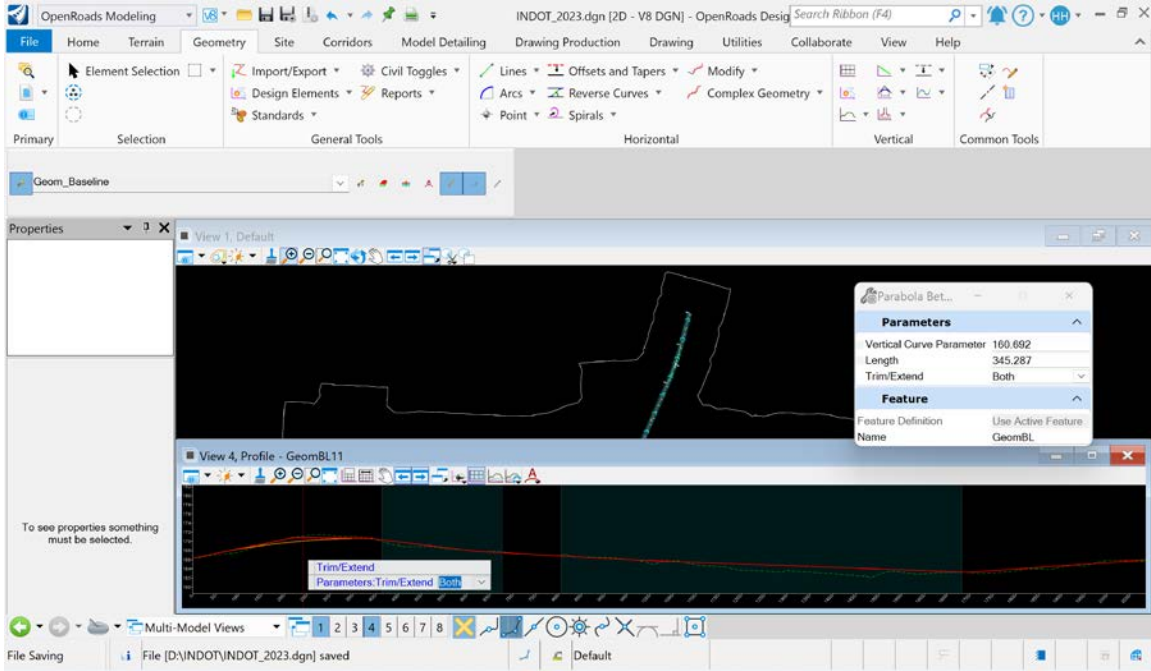 OpenRoads Modeling INDOT_2023.dgn [2D - V8 DGN] - OpenRoads Desig Search Ribbon (F4) HH
File Home Terrain Geometry Site Corridors Model Detailing Drawing Production Drawing Utilities Collaborate View Help
Element Selection Import/Export Civil Toggles Lines Offsets and Tapers Modify
Design Elements Reports Arcs Reverse Curves Complex Geometry
Standards Point Spirals
Primary Selection General Tools Horizontal Vertical Common Tools
Geom_Baseline
Properties
View 1, Default
Parabola Bet...
Parameters
Vertical Curve Parameter 160.692
Length 345.287
Trim/Extend Both
Feature
Feature Definition Use Active Feature
Name GeomBL
View 4, Profile - GeomBL11
To see properties something
must be selected.
Trim/Extend
Parameters:Trim/Extend Both
Multi-Model Views 1 2 3 4 5 6 7 8
File Saving File [D:\INDOT\INDOT_2023.dgn] saved Default